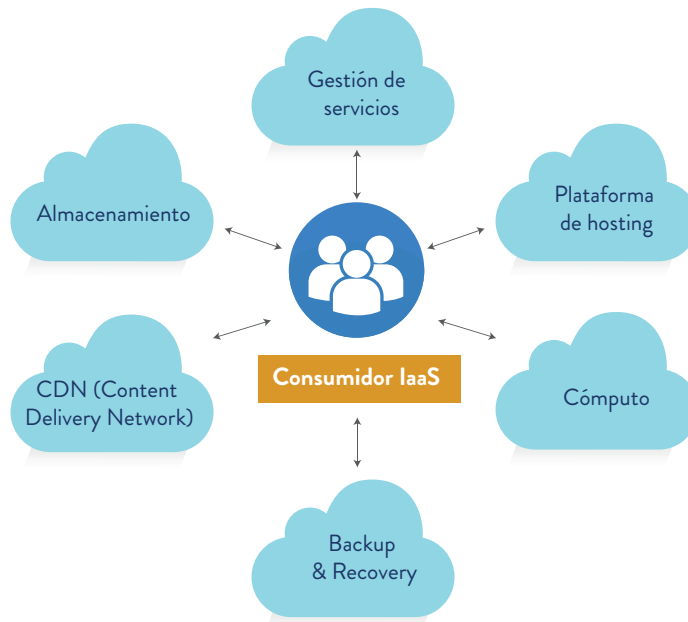 Gestión de
servicios
Almacenamiento
Plataforma
de hosting
Consumidor IaaS
CDN (Content
Delivery Network)
Cómputo
Backup
& Recovery